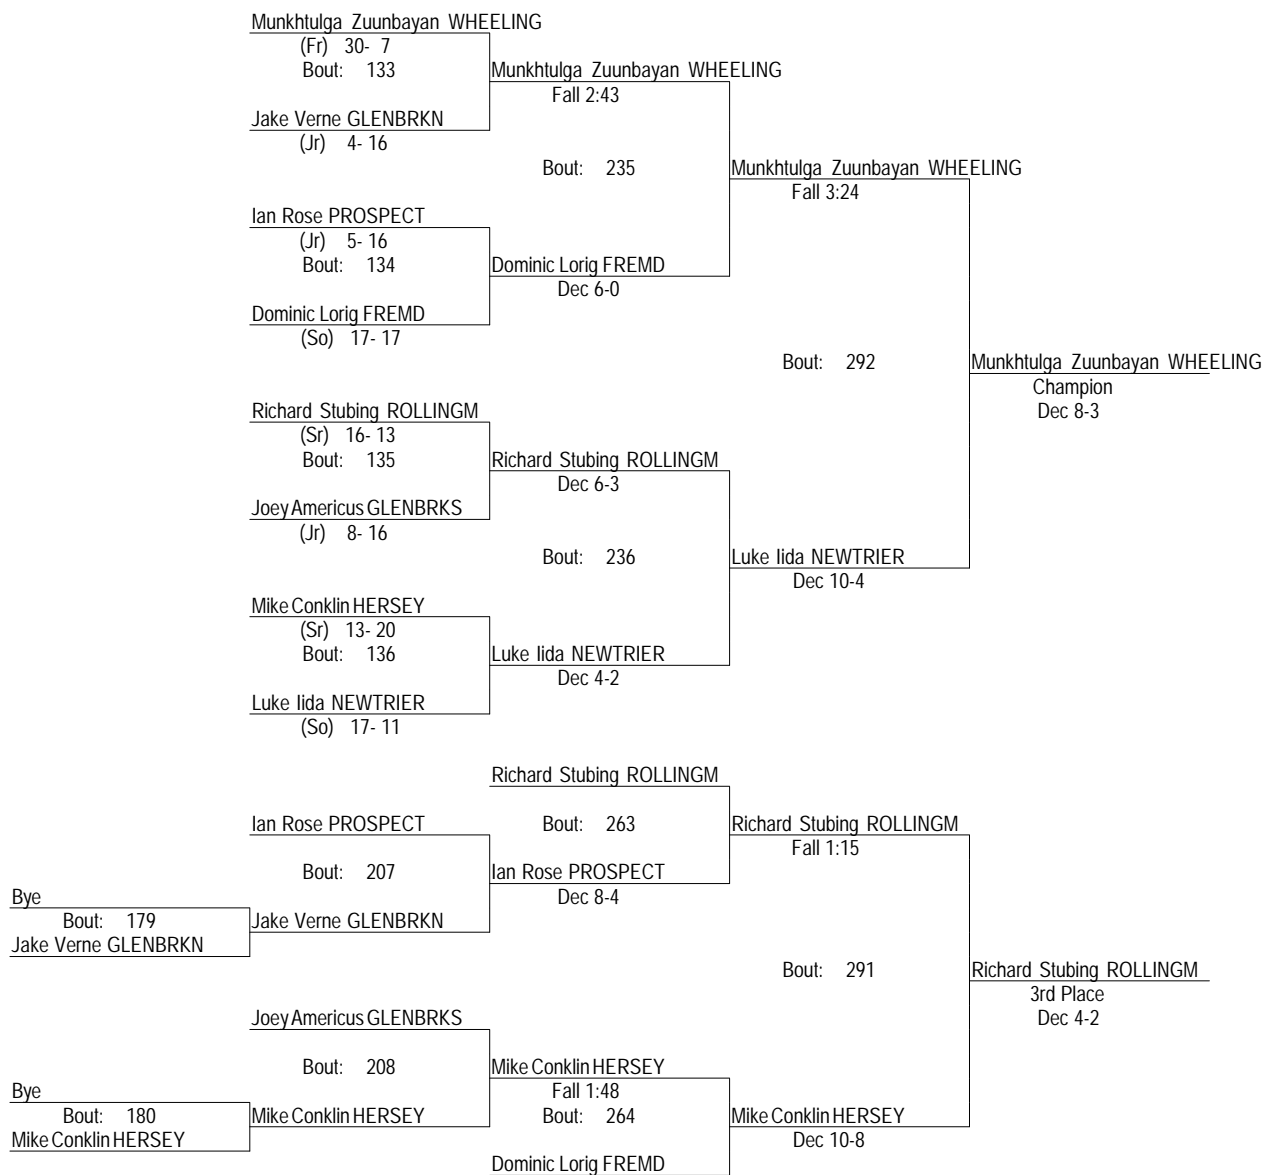 Munkhtulga Zuunbayan WHEELING
(Fr) 30- 7
Bout: 133
Munkhtulga Zuunbayan WHEELING
Fall 2:43
Jake Verne GLENBRKN
(Jr) 4- 16
Bout: 235
Munkhtulga Zuunbayan WHEELING
Fall 3:24
Ian Rose PROSPECT
(Jr) 5- 16
Bout: 134
Dominic Lorig FREMD
Dec 6-0
Dominic Lorig FREMD
(So) 17- 17
Bout: 292
Munkhtulga Zuunbayan WHEELING
Champion
Dec 8-3
Richard Stubing ROLLINGM
(Sr) 16- 13
Bout: 135
Richard Stubing ROLLINGM
Dec 6-3
Joey Americus GLENBRKS
(Jr) 8- 16
Bout: 236
Luke Iida NEWTRIER
Dec 10-4
Mike Conklin HERSEY
(Sr) 13- 20
Bout: 136
Luke Iida NEWTRIER
Dec 4-2
Luke Iida NEWTRIER
(So) 17- 11
Richard Stubing ROLLINGM
Ian Rose PROSPECT
Bout: 263
Richard Stubing ROLLINGM
Fall 1:15
Bout: 207
Ian Rose PROSPECT
Dec 8-4
Bye
Bout: 179
Jake Verne GLENBRKN
Jake Verne GLENBRKN
Bout: 291
Richard Stubing ROLLINGM
3rd Place
Dec 4-2
Joey Americus GLENBRKS
Bout: 208
Mike Conklin HERSEY
Fall 1:48
Bye
Bout: 180
Mike Conklin HERSEY
Bout: 264
Mike Conklin HERSEY
Dec 10-8
Mike Conklin HERSEY
Dominic Lorig FREMD